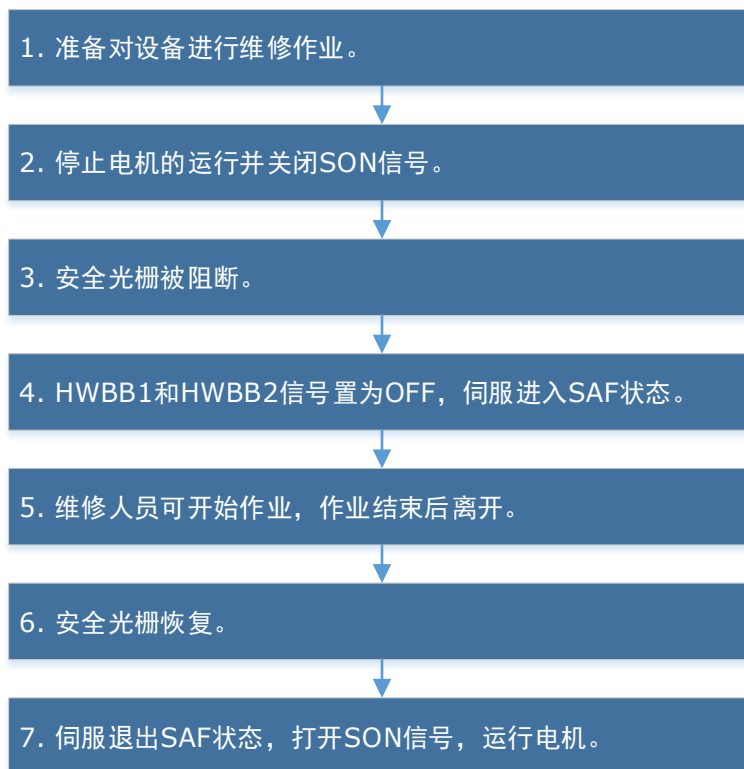 1. 准备对设备进行维修作业。
2. 停止电机的运行并关闭SON信号。
3. 安全光栅被阻断。
4. HWBB1和HWBB2信号置为OFF，伺服进入SAF状态。
5. 维修人员可开始作业，作业结束后离开。
6. 安全光栅恢复。
7. 伺服退出SAF状态，打开SON信号，运行电机。